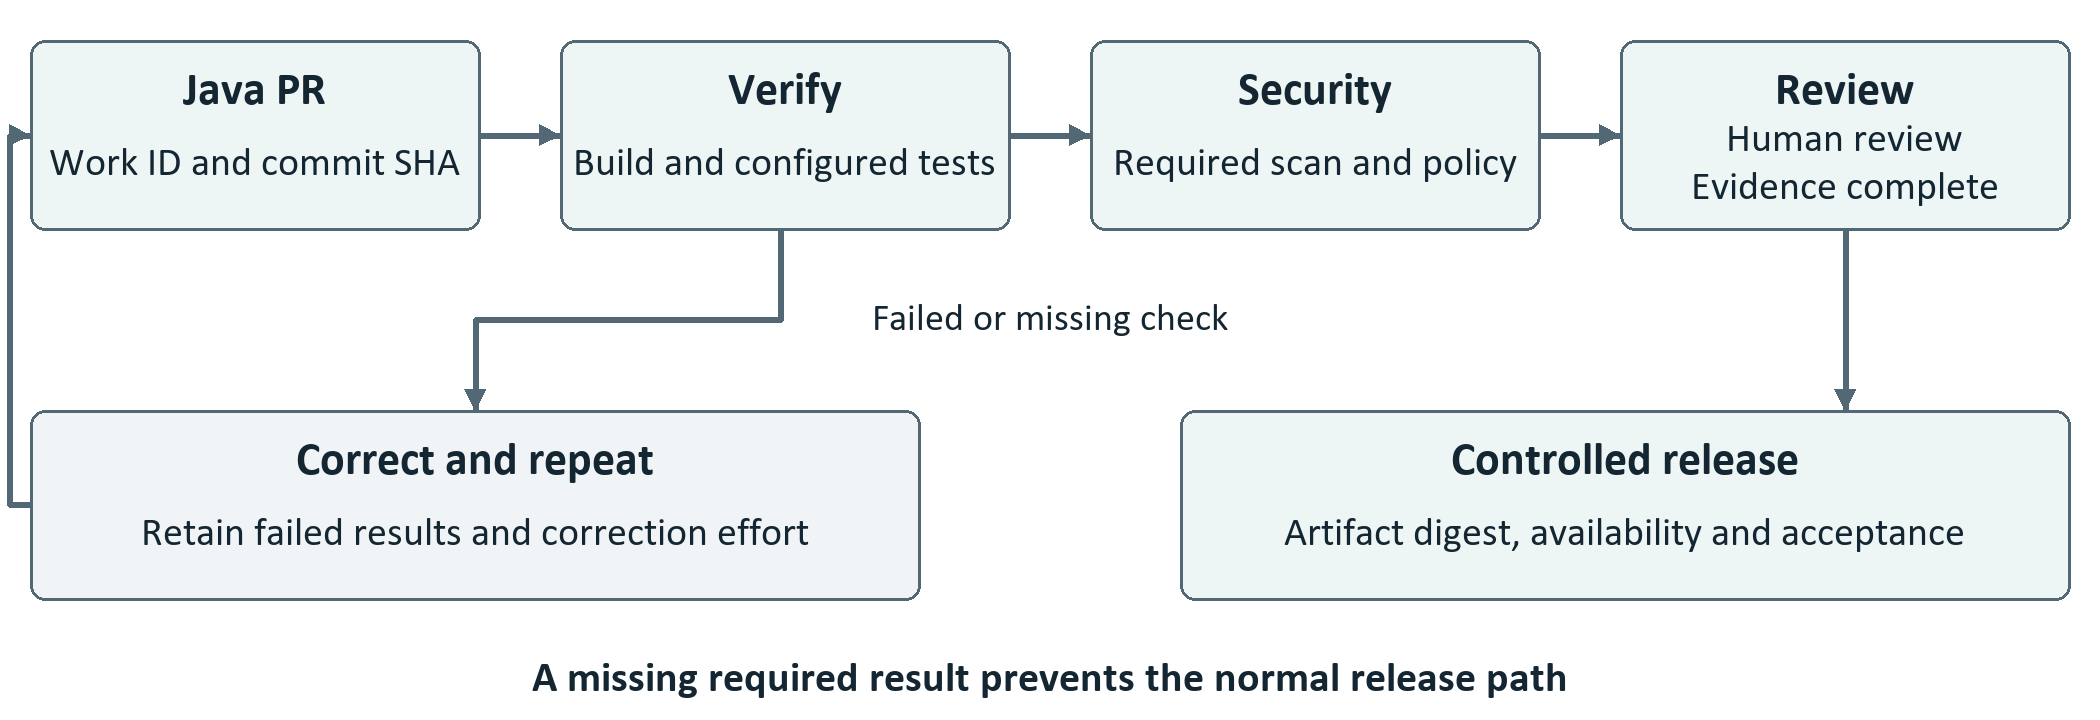 Java PR
Work ID and commit SHA
Verify
Build and configured tests
Security
Required scan and policy
Review
Human review
Evidence complete
Failed or missing check
Correct and repeat
Retain failed results and correction effort
Controlled release
Artifact digest, availability and acceptance
A missing required result prevents the normal release path